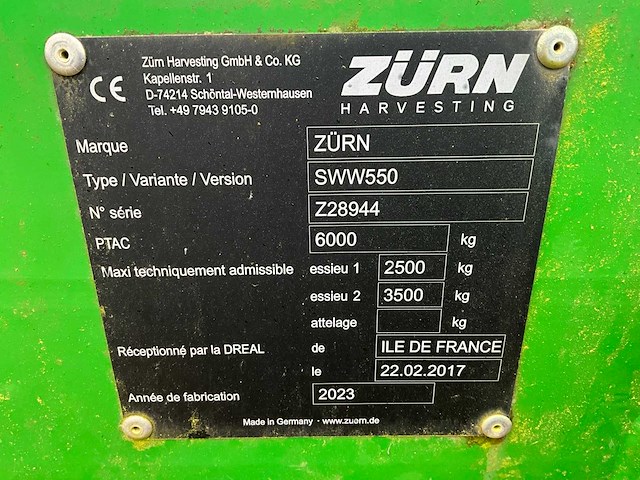 CE
Zürn Harvesting GmbH & Co. KG
Kapellenstr. 1
D-74214 Schöntal-Westernhausen
Tel. +49 7943 9105-0
ZÜRN
HARVESTING
Marque ZÜRN
Type / Variante / Version SWW550
N° série Z28944
PTAC 6000 kg
Maxi techniquement admissible essieu 1 2500 kg
essieu 2 3500 kg
attelage kg
Réceptionné par la DREAL de ILE DE FRANCE
le 22.02.2017
Année de fabrication 2023
Made in Germany - www.zuern.de